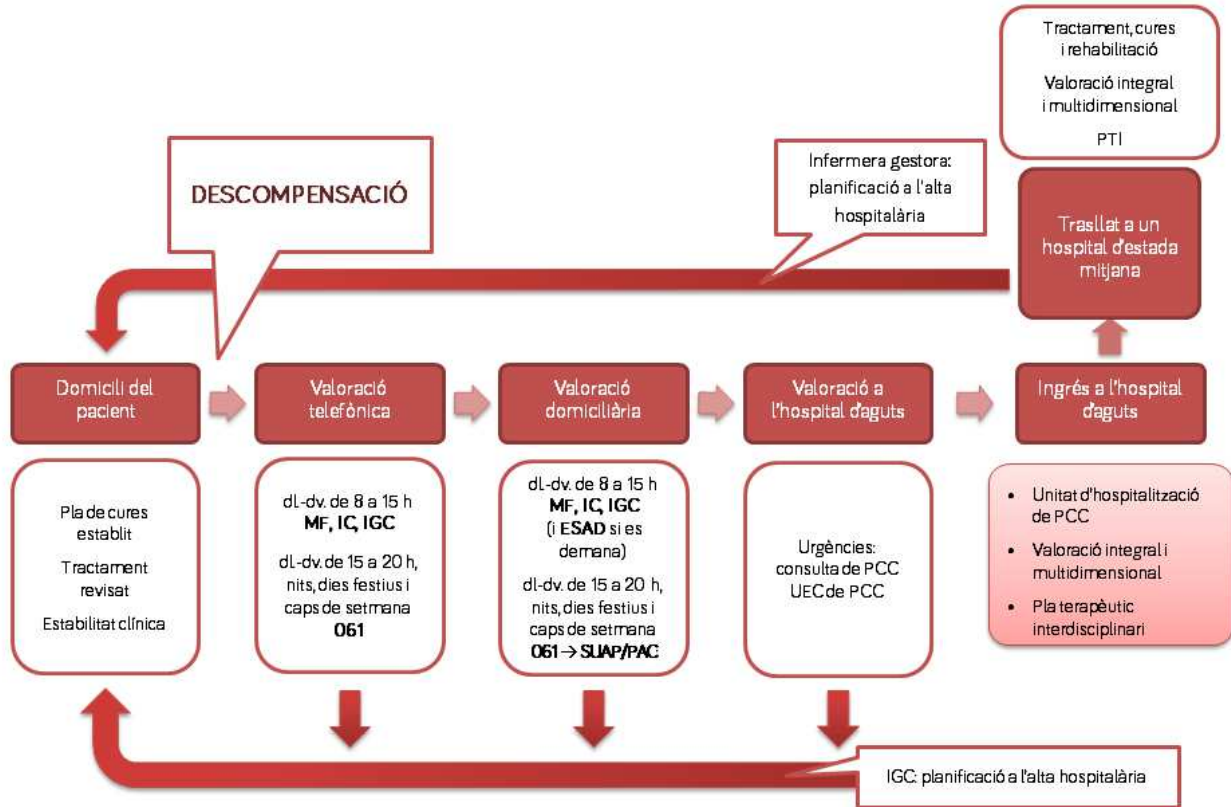 Tractament, cures
i rehabilitació
Valoració integral
i multidimensional
PTI
DESCOMPENSACIÓ
Infermera gestora:
planificació a l'alta
hospitalària
Trasllat a un
hospital d'estada
mitjana
Domicili del
pacient
Valoració
telefònica
Valoració
domiciliària
Valoració a
l'hospital d'aguts
Ingrés a l'hospital
d'aguts
Pla de cures
establit
Tractament
revisat
Estabilitat clínica
dl.-dv. de 8 a 15 h
MF, IC, IGC
dl.-dv. de 15 a 20 h,
nits, dies festius i
caps de setmana
061
dl.-dv. de 8 a 15 h
MF, IC, IGC
(i ESAD si es
demana)
dl.-dv. de 15 a 20 h,
nits, dies festius i
caps de setmana
061 → SUAP/PAC
Urgències:
consulta de PCC
UEC de PCC
• Unitat d'hospitalització
de PCC
• Valoració integral i
multidimensional
• Pla terapèutic
interdisciplinari
IGC: planificació a l'alta hospitalària